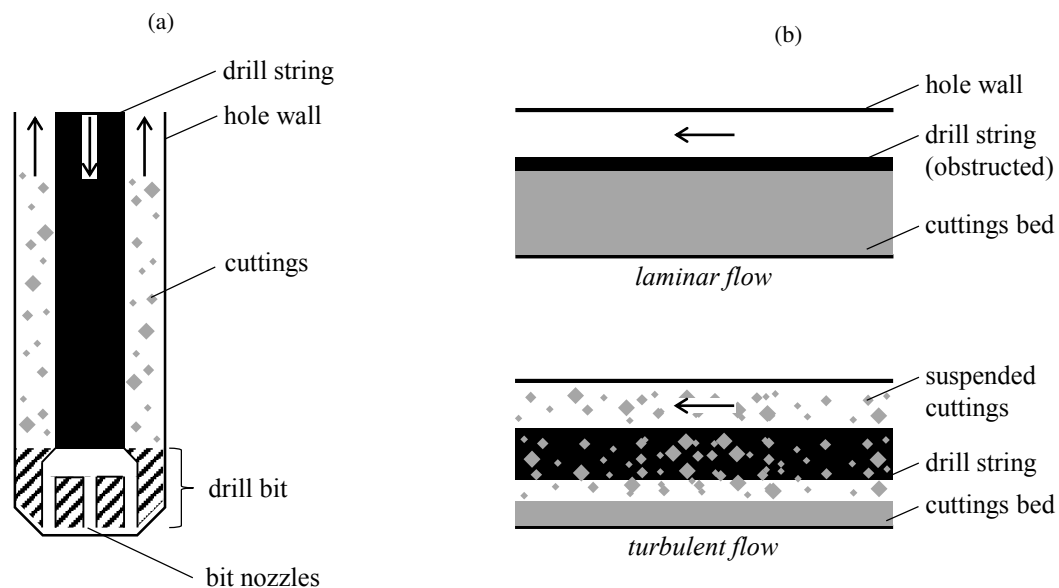 (a)
drill string
hole wall
cuttings
drill bit
bit nozzles
(b)
hole wall
drill string
(obstructed)
cuttings bed
laminar flow
suspended
cuttings
drill string
cuttings bed
turbulent flow